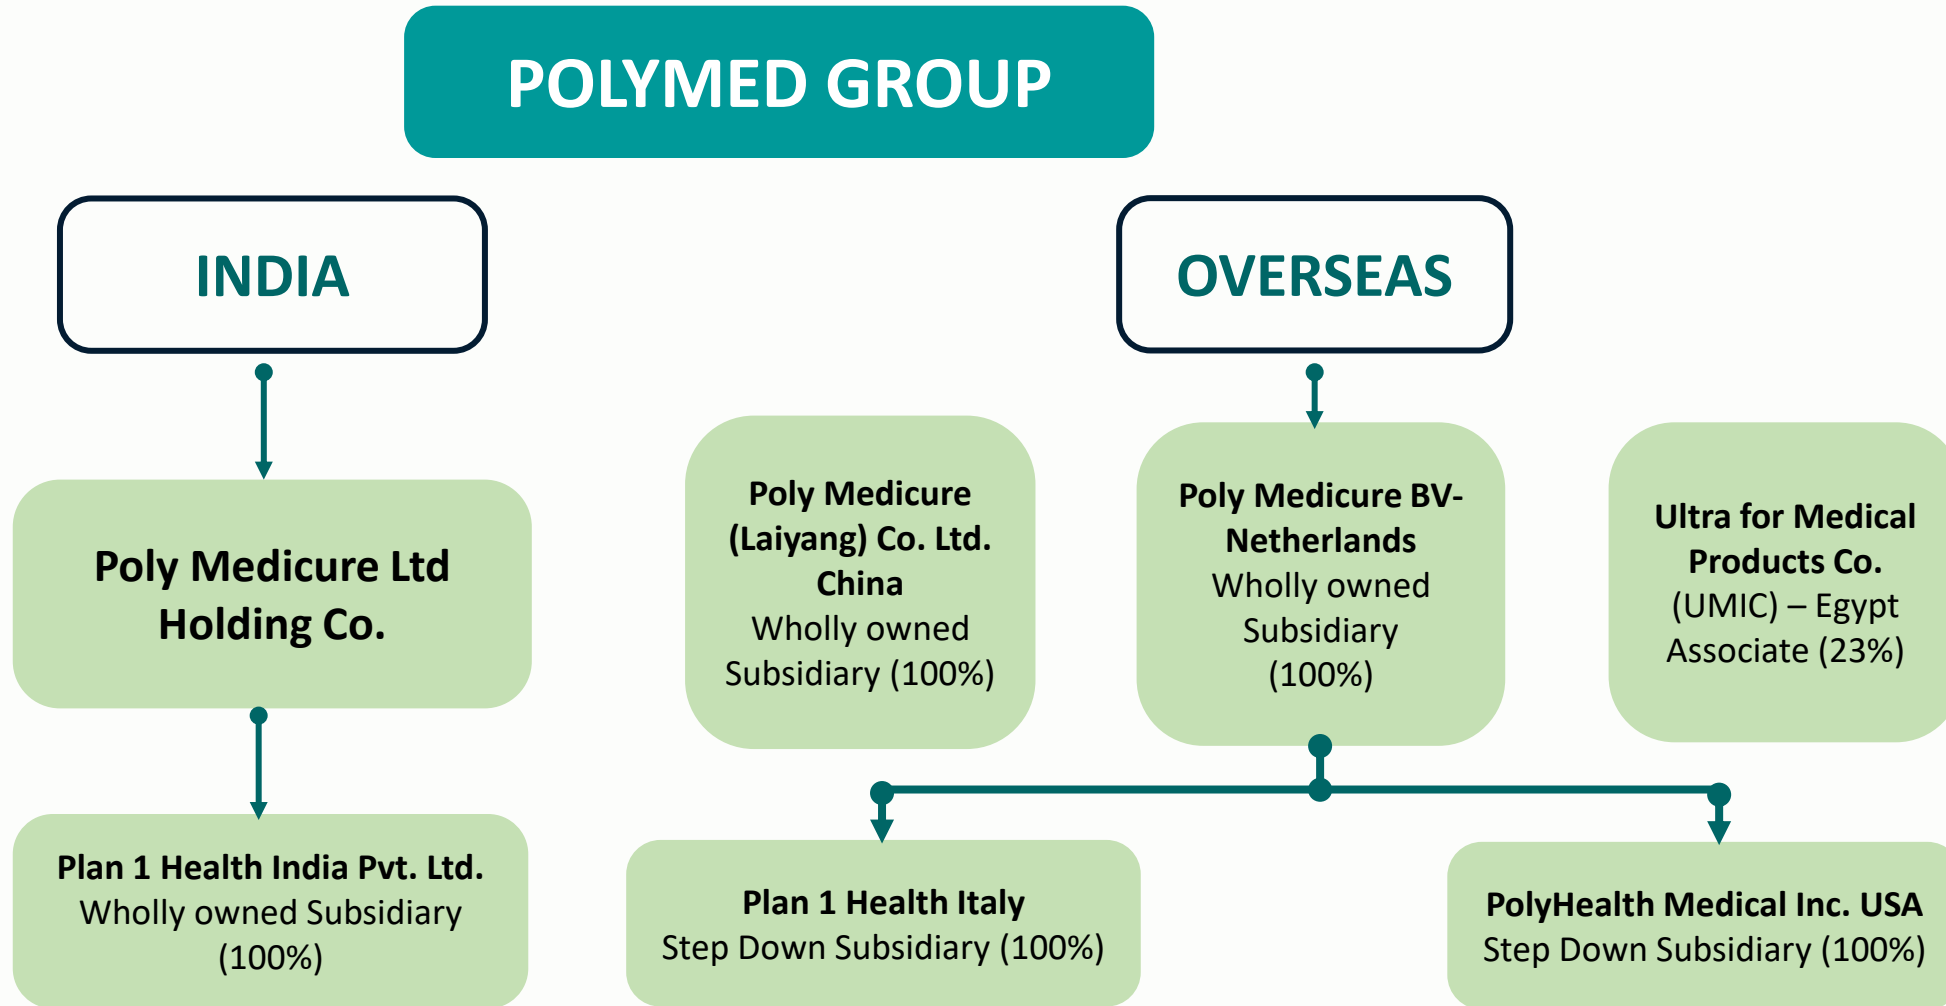 POLYMED GROUP
INDIA
OVERSEAS
Poly Medicure Ltd
Holding Co.
Poly Medicure
(Laiyang) Co. Ltd.
China
Wholly owned
Subsidiary (100%)
Poly Medicure BV-
Netherlands
Wholly owned
Subsidiary
(100%)
Ultra for Medical
Products Co.
(UMIC) – Egypt
Associate (23%)
Plan 1 Health India Pvt. Ltd.
Wholly owned Subsidiary
(100%)
Plan 1 Health Italy
Step Down Subsidiary (100%)
PolyHealth Medical Inc. USA
Step Down Subsidiary (100%)